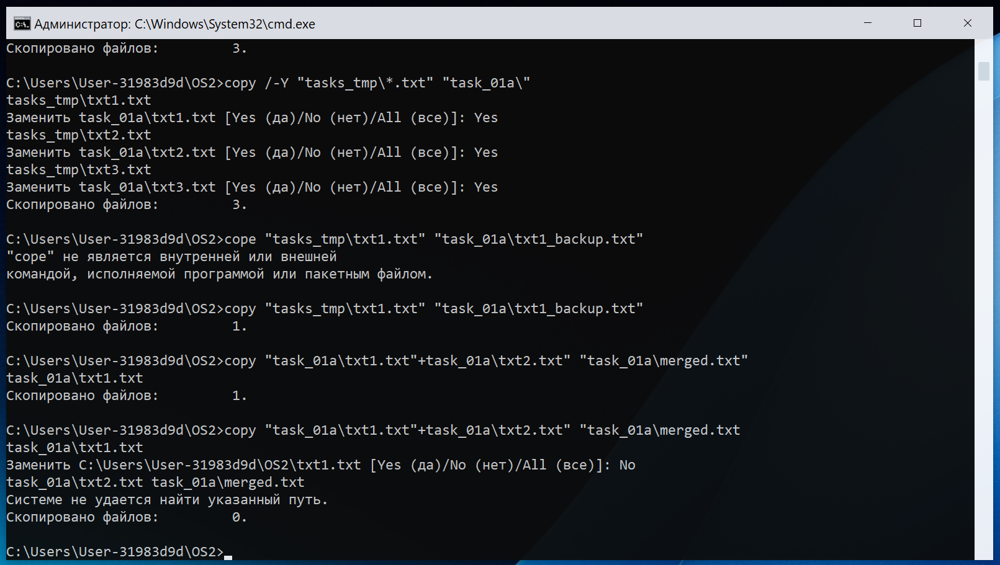 Администратор: C:\Windows\System32\cmd.exe
Скопировано файлов:         3.
C:\Users\User-31983d9d\OS2>copy /-Y "tasks_tmp\*.txt" "task_01a\"
tasks_tmp\txt1.txt
Заменить task_01a\txt1.txt [Yes (да)/No (нет)/All (все)]: Yes
tasks_tmp\txt2.txt
Заменить task_01a\txt2.txt [Yes (да)/No (нет)/All (все)]: Yes
tasks_tmp\txt3.txt
Заменить task_01a\txt3.txt [Yes (да)/No (нет)/All (все)]: Yes
Скопировано файлов:         3.
C:\Users\User-31983d9d\OS2>cope "tasks_tmp\txt1.txt" "task_01a\txt1_backup.txt"
"cope" не является внутренней или внешней
командой, исполняемой программой или пакетным файлом.
C:\Users\User-31983d9d\OS2>copy "tasks_tmp\txt1.txt" "task_01a\txt1_backup.txt"
Скопировано файлов:         1.
C:\Users\User-31983d9d\OS2>copy "task_01a\txt1.txt"+task_01a\txt2.txt" "task_01a\merged.txt"
task_01a\txt1.txt
Скопировано файлов:         1.
C:\Users\User-31983d9d\OS2>copy "task_01a\txt1.txt"+task_01a\txt2.txt" "task_01a\merged.txt
task_01a\txt1.txt
Заменить C:\Users\User-31983d9d\OS2\txt1.txt [Yes (да)/No (нет)/All (все)]: No
task_01a\txt2.txt task_01a\merged.txt
Системе не удается найти указанный путь.
Скопировано файлов:         0.
C:\Users\User-31983d9d\OS2>